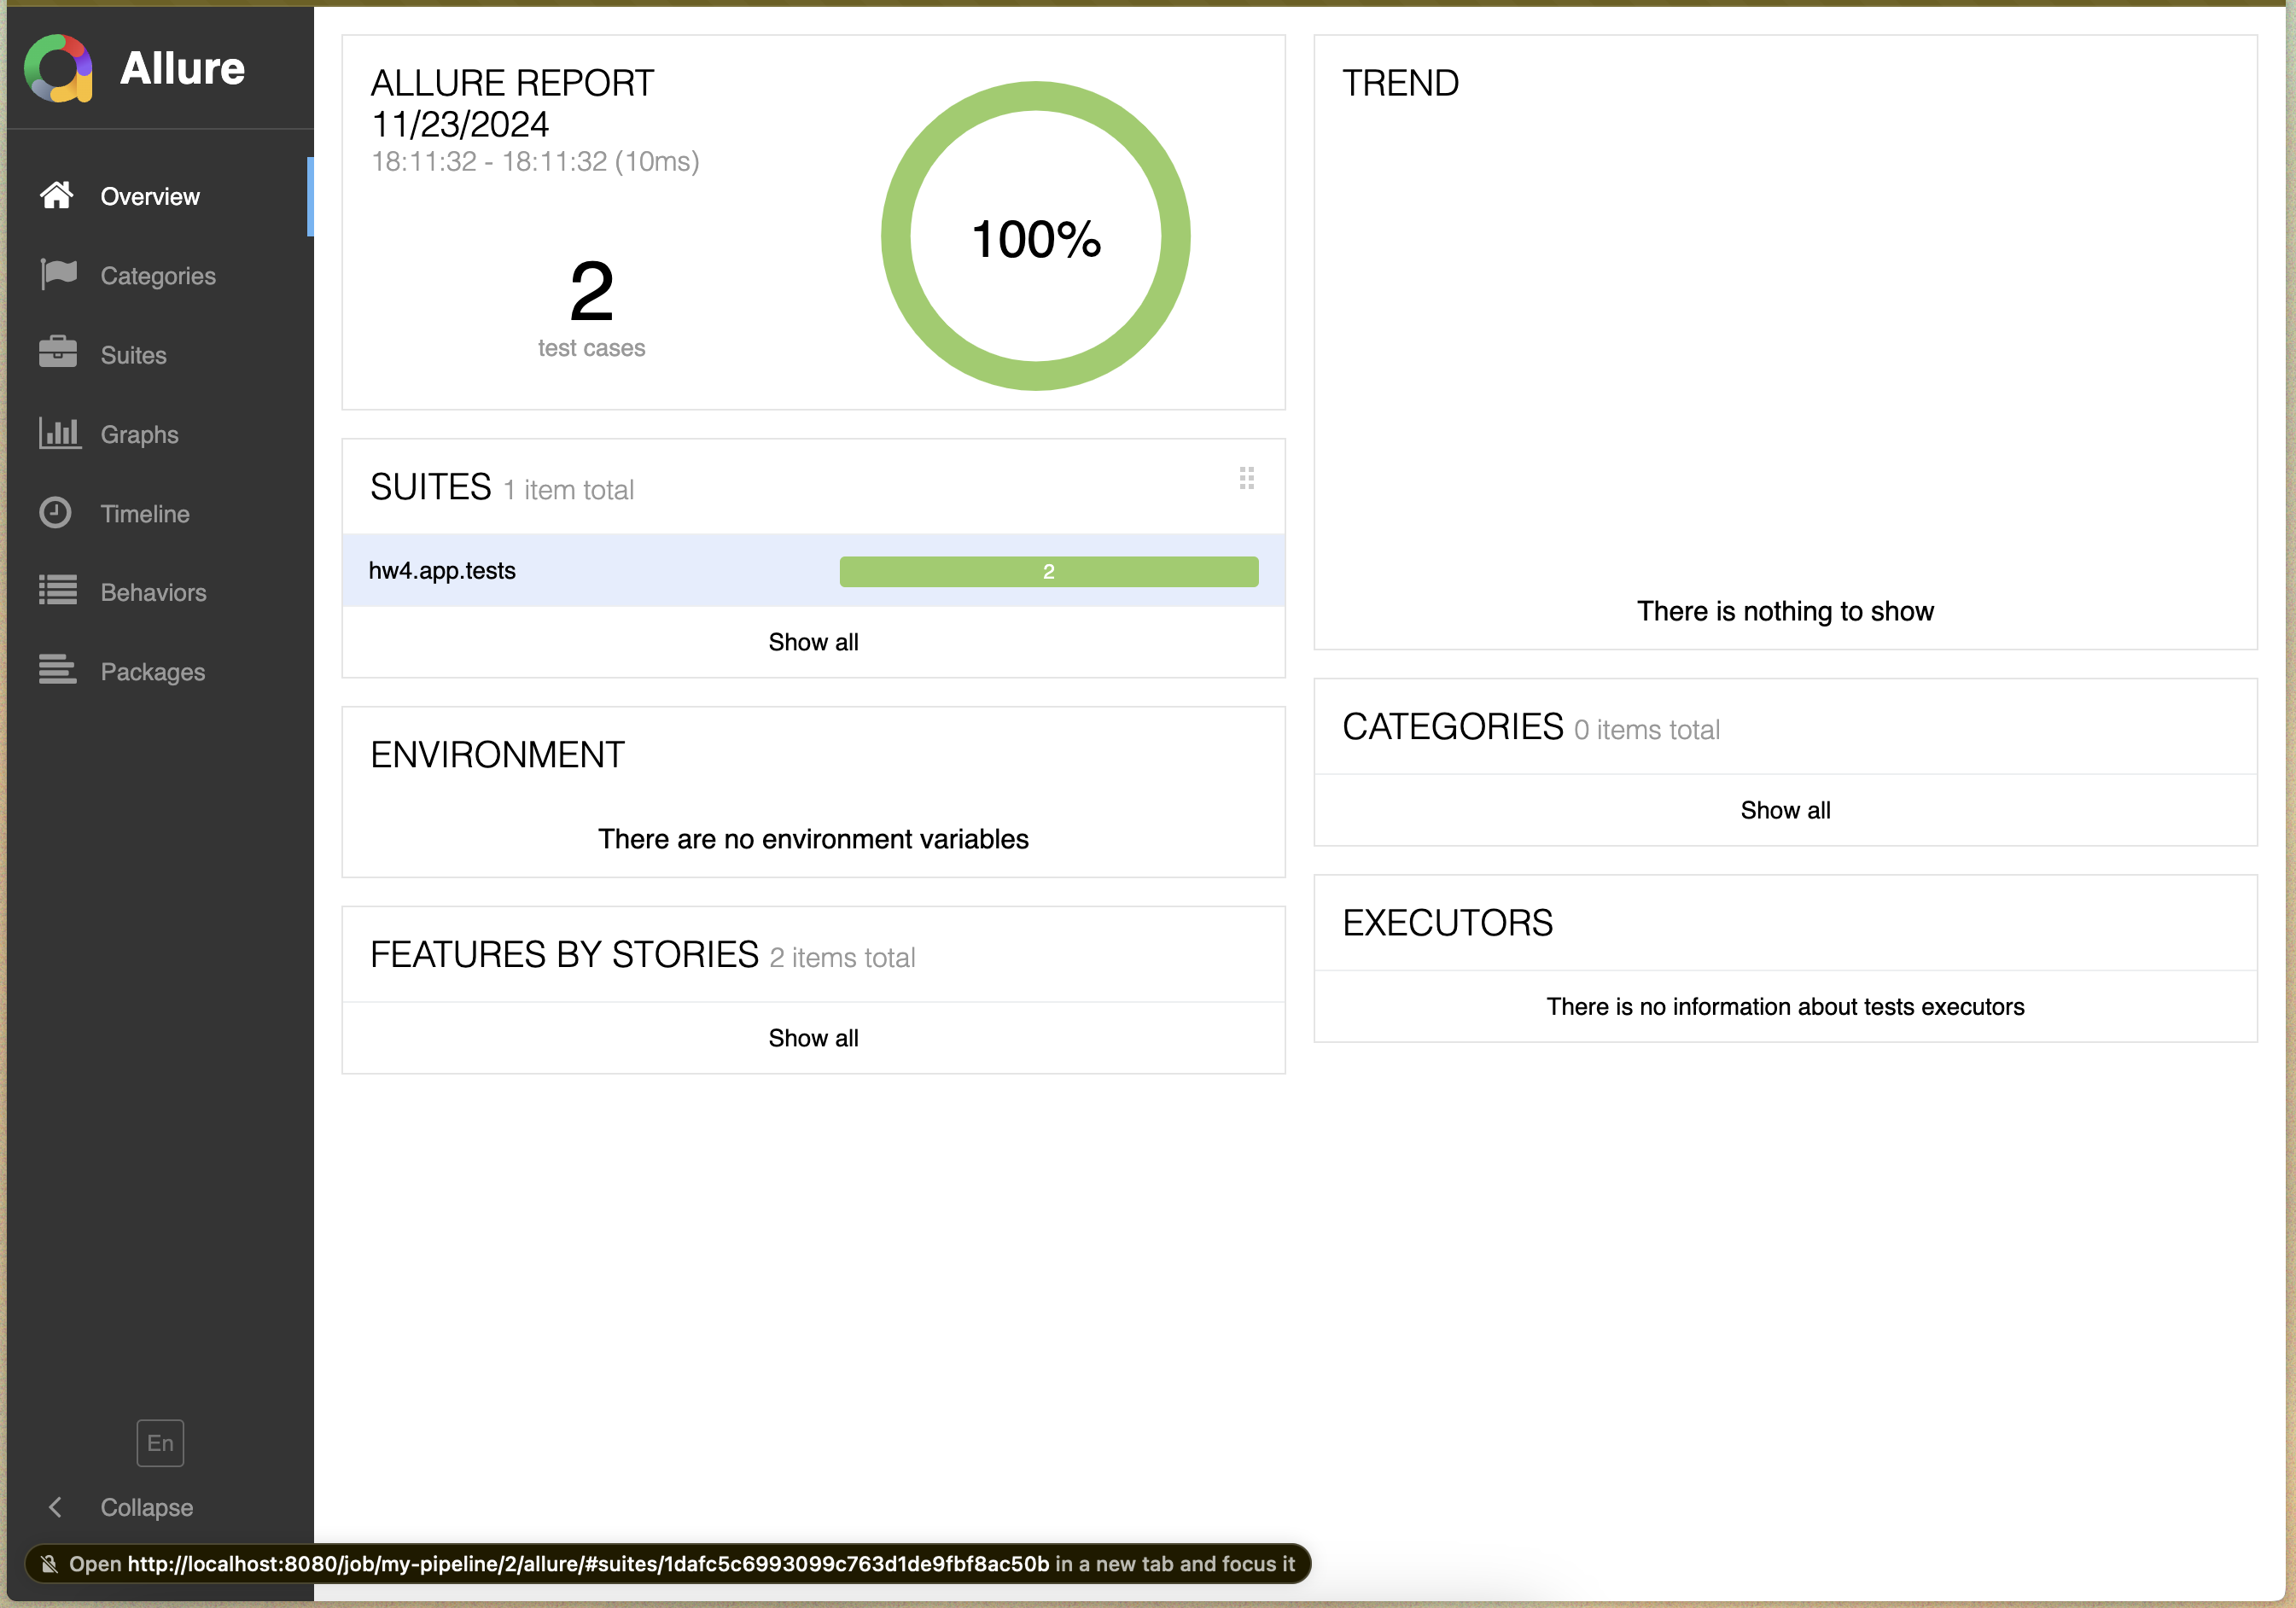 Allure
Overview
Categories
Suites
Graphs
Timeline
Behaviors
Packages
En
Collapse
ALLURE REPORT
11/23/2024
18:11:32 - 18:11:32 (10ms)
2
test cases
100%
SUITES 1 item total
hw4.app.tests 2
Show all
ENVIRONMENT
There are no environment variables
FEATURES BY STORIES 2 items total
Show all
TREND
There is nothing to show
CATEGORIES 0 items total
Show all
EXECUTORS
There is no information about tests executors
Open http://localhost:8080/job/my-pipeline/2/allure/#suites/1dafc5c6993099c763d1de9fbf8ac50b in a new tab and focus it